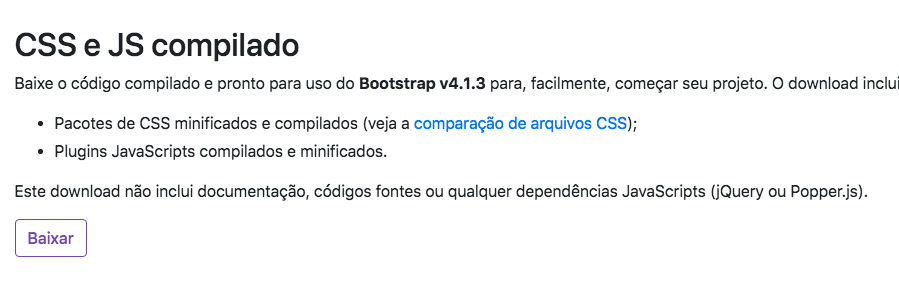 CSS e JS compilado
Baixe o código compilado e pronto para uso do Bootstrap v4.1.3 para, facilmente, começar seu projeto. O download inclui
• Pacotes de CSS minificados e compilados (veja a comparação de arquivos CSS);
• Plugins JavaScripts compilados e minificados.
Este download não inclui documentação, códigos fontes ou qualquer dependências JavaScripts (jQuery ou Popper.js).
Baixar